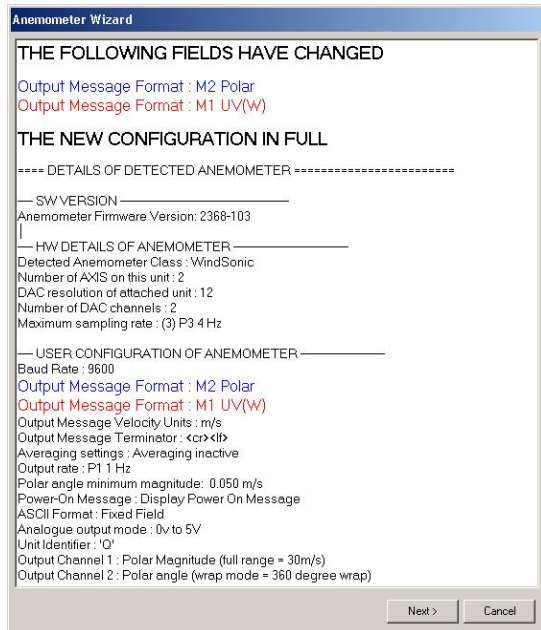 Anemometer Wizard
THE FOLLOWING FIELDS HAVE CHANGED
Output Message Format : M2 Polar
Output Message Format : M1 UV(W)
THE NEW CONFIGURATION IN FULL
==== DETAILS OF DETECTED ANEMOMETER ========================
— SW VERSION —
Anemometer Firmware Version: 2368-103
— HW DETAILS OF ANEMOMETER —
Detected Anemometer Class : WindSonic
Number of AXIS on this unit : 2
DAC resolution of attached unit : 12
Number of DAC channels : 2
Maximum sampling rate : (3) P3 4 Hz
— USER CONFIGURATION OF ANEMOMETER —
Baud Rate : 9600
Output Message Format : M2 Polar
Output Message Format : M1 UV(W)
Output Message Velocity Units : m/s
Output Message Terminator : <cr><lf>
Averaging settings : Averaging inactive
Output rate : P1 1 Hz
Polar angle minimum magnitude: 0.050 m/s
Power-On Message : Display Power On Message
ASCII Format : Fixed Field
Analogue output mode : 0v to 5V
Unit Identifier : 'Q'
Output Channel 1 : Polar Magnitude (full range = 30m/s)
Output Channel 2 : Polar angle (wrap mode = 360 degree wrap)
Next > Cancel